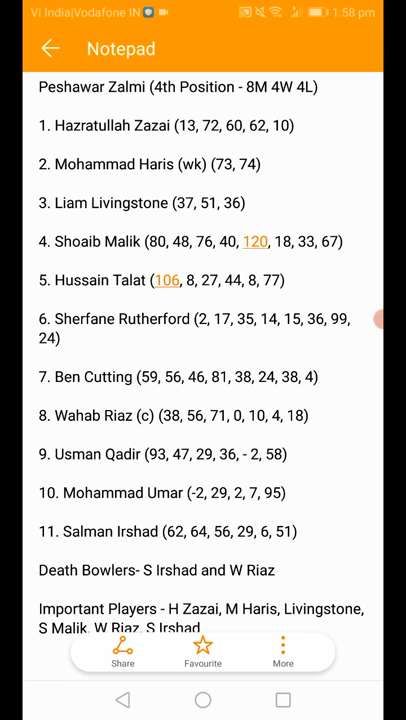 Vi India|Vodafone IN
1:58 pm
Notepad
Peshawar Zalmi (4th Position - 8M 4W 4L)
1. Hazratullah Zazai (13, 72, 60, 62, 10)
2. Mohammad Haris (wk) (73, 74)
3. Liam Livingstone (37, 51, 36)
4. Shoaib Malik (80, 48, 76, 40, 120, 18, 33, 67)
5. Hussain Talat (106, 8, 27, 44, 8, 77)
6. Sherfane Rutherford (2, 17, 35, 14, 15, 36, 99,
24)
7. Ben Cutting (59, 56, 46, 81, 38, 24, 38, 4)
8. Wahab Riaz (c) (38, 56, 71, 0, 10, 4, 18)
9. Usman Qadir (93, 47, 29, 36, - 2, 58)
10. Mohammad Umar (-2, 29, 2, 7, 95)
11. Salman Irshad (62, 64, 56, 29, 6, 51)
Death Bowlers- S Irshad and W Riaz
Important Players - H Zazai, M Haris, Livingstone,
S Malik, W Riaz, S Irshad
Share
Favourite
More